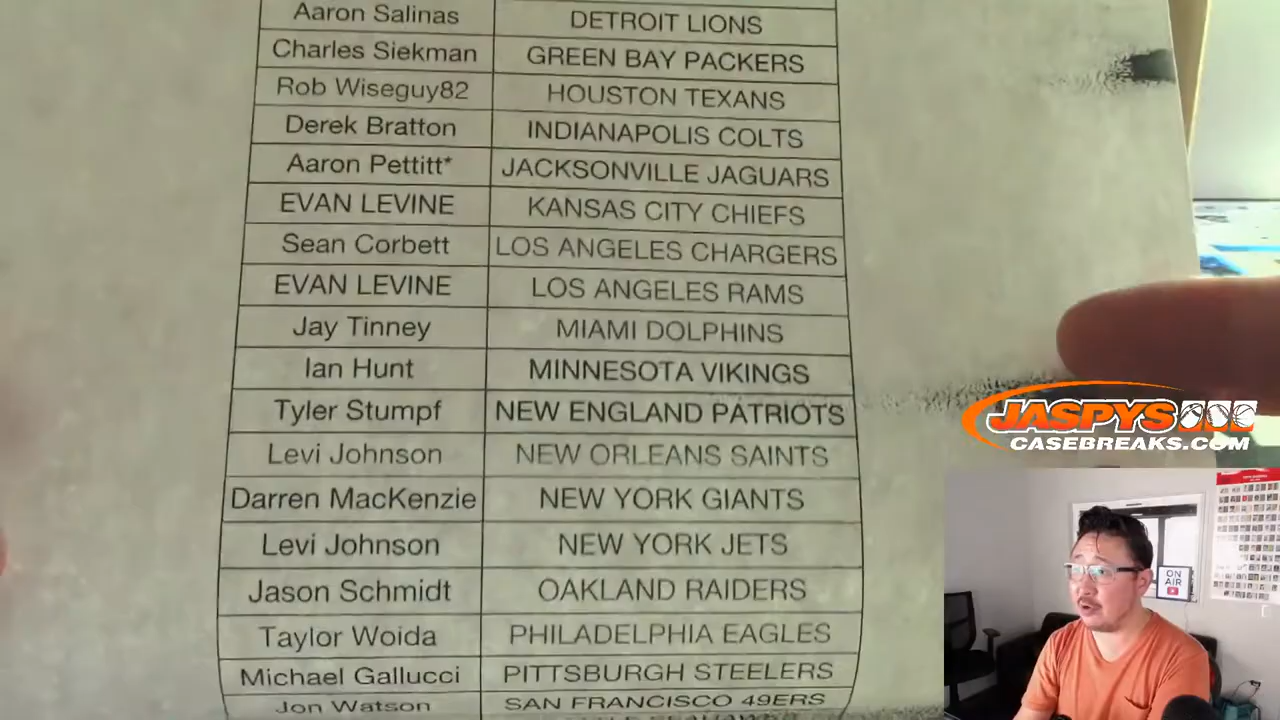 Aaron Salinas DETROIT LIONS
Charles Siekman GREEN BAY PACKERS
Rob Wiseguy82 HOUSTON TEXANS
Derek Bratton INDIANAPOLIS COLTS
Aaron Pettitt* JACKSONVILLE JAGUARS
EVAN LEVINE KANSAS CITY CHIEFS
Sean Corbett LOS ANGELES CHARGERS
EVAN LEVINE LOS ANGELES RAMS
Jay Tinney MIAMI DOLPHINS
Ian Hunt MINNESOTA VIKINGS
Tyler Stumpf NEW ENGLAND PATRIOTS
Levi Johnson NEW ORLEANS SAINTS
Darren MacKenzie NEW YORK GIANTS
Levi Johnson NEW YORK JETS
Jason Schmidt OAKLAND RAIDERS
Taylor Woida PHILADELPHIA EAGLES
Michael Gallucci PITTSBURGH STEELERS
Jon Watson SAN FRANCISCO 49ERS
JASPYS
CASEBREAKS.COM
ON
AIR